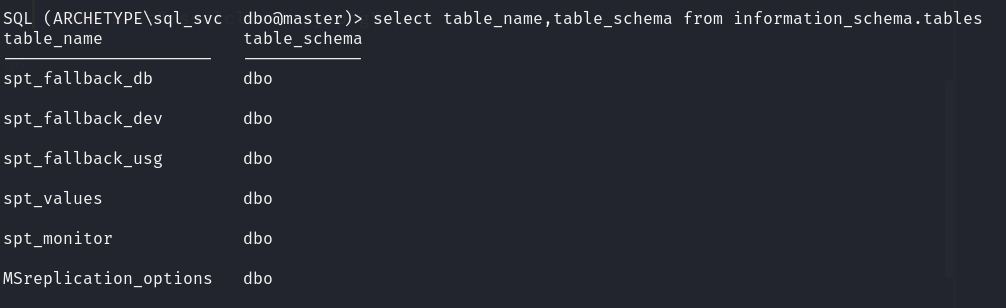 SQL (ARCHETYPE\sql_svc  dbo@master)> select table_name,table_schema from information_schema.tables
table_name              table_schema
spt_fallback_db         dbo
spt_fallback_dev        dbo
spt_fallback_usg        dbo
spt_values              dbo
spt_monitor             dbo
MSreplication_options   dbo